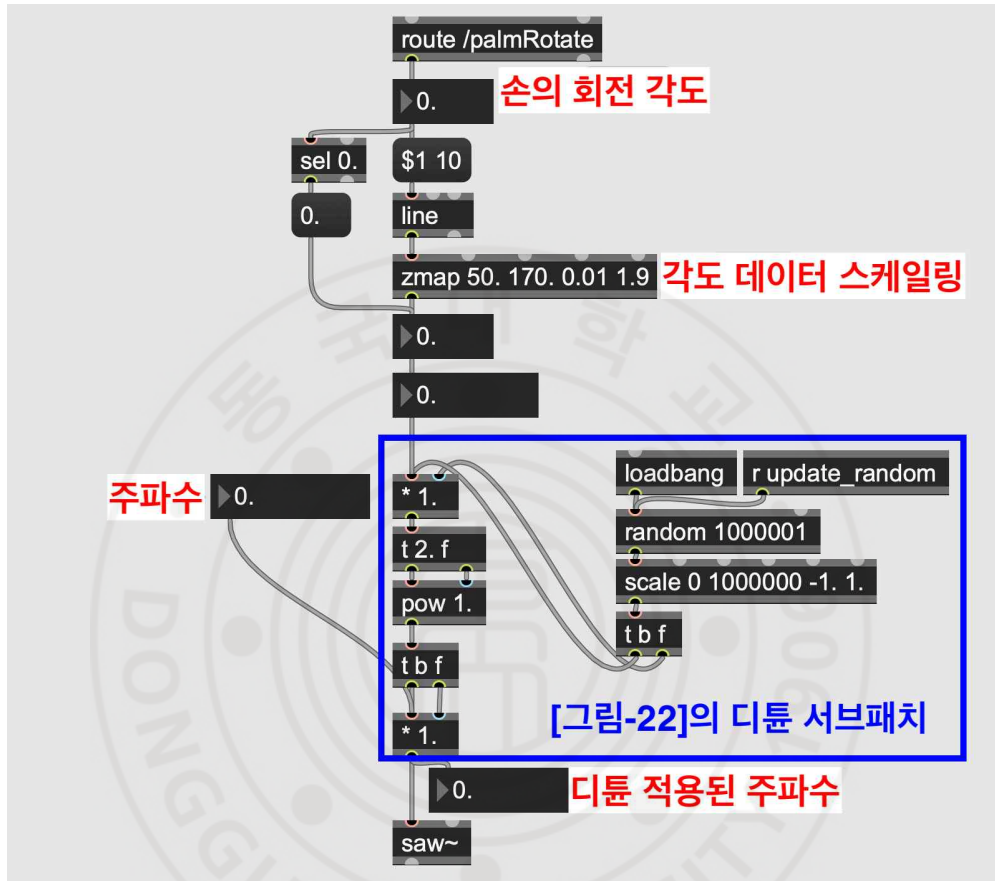 route /palmRotate
0.
손의 회전 각도
sel 0.
$1 10
0.
line
zmap 50. 170. 0.01 1.9
각도 데이터 스케일링
0.
0.
주파수
0.
* 1.
t 2. f
pow 1.
t b f
* 1.
loadbang
r update_random
random 1000001
scale 0 1000000 -1. 1.
t b f
[그림-22]의 디튠 서브패치
0.
디튠 적용된 주파수
saw~